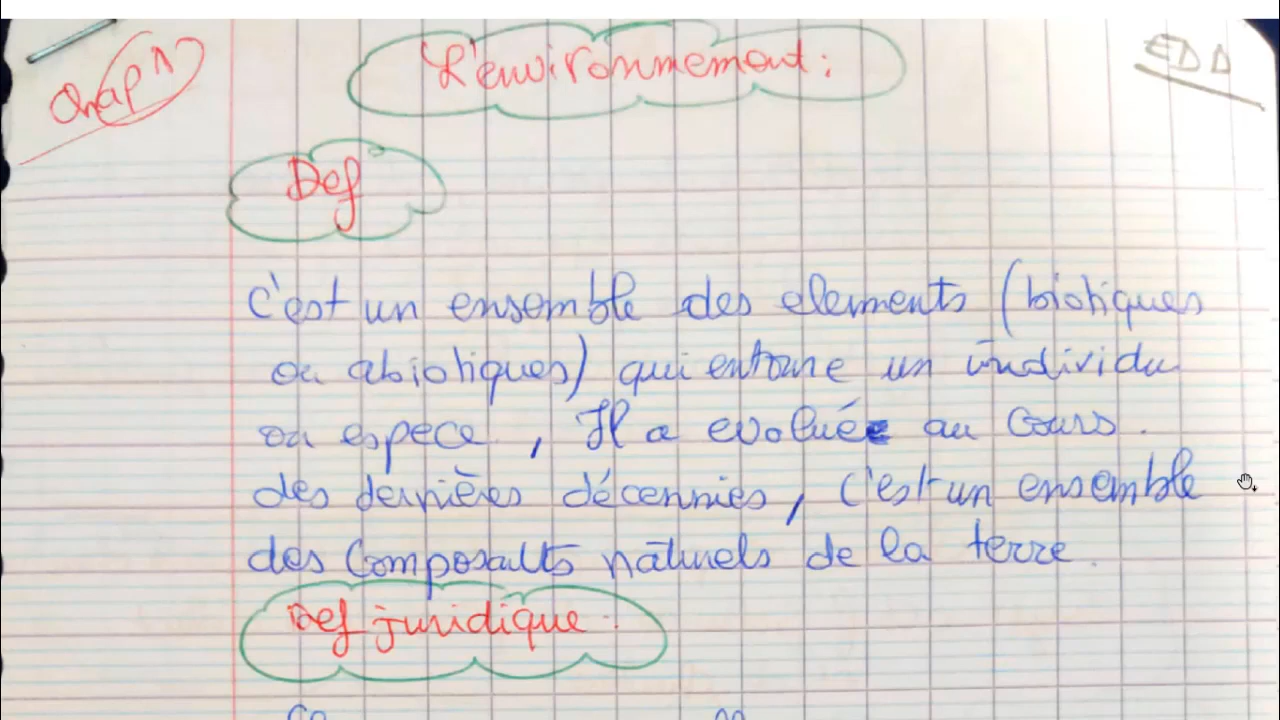 Chap 1
L'environnement :
EDD
Def
C'est un ensemble des elements (biotiques
ou abiotiques) qui entoure un individu
ou espece, Il a evoluée au cours
des dernières décennies, c'est un ensemble
des composants naturels de la terre.
Def juridique :